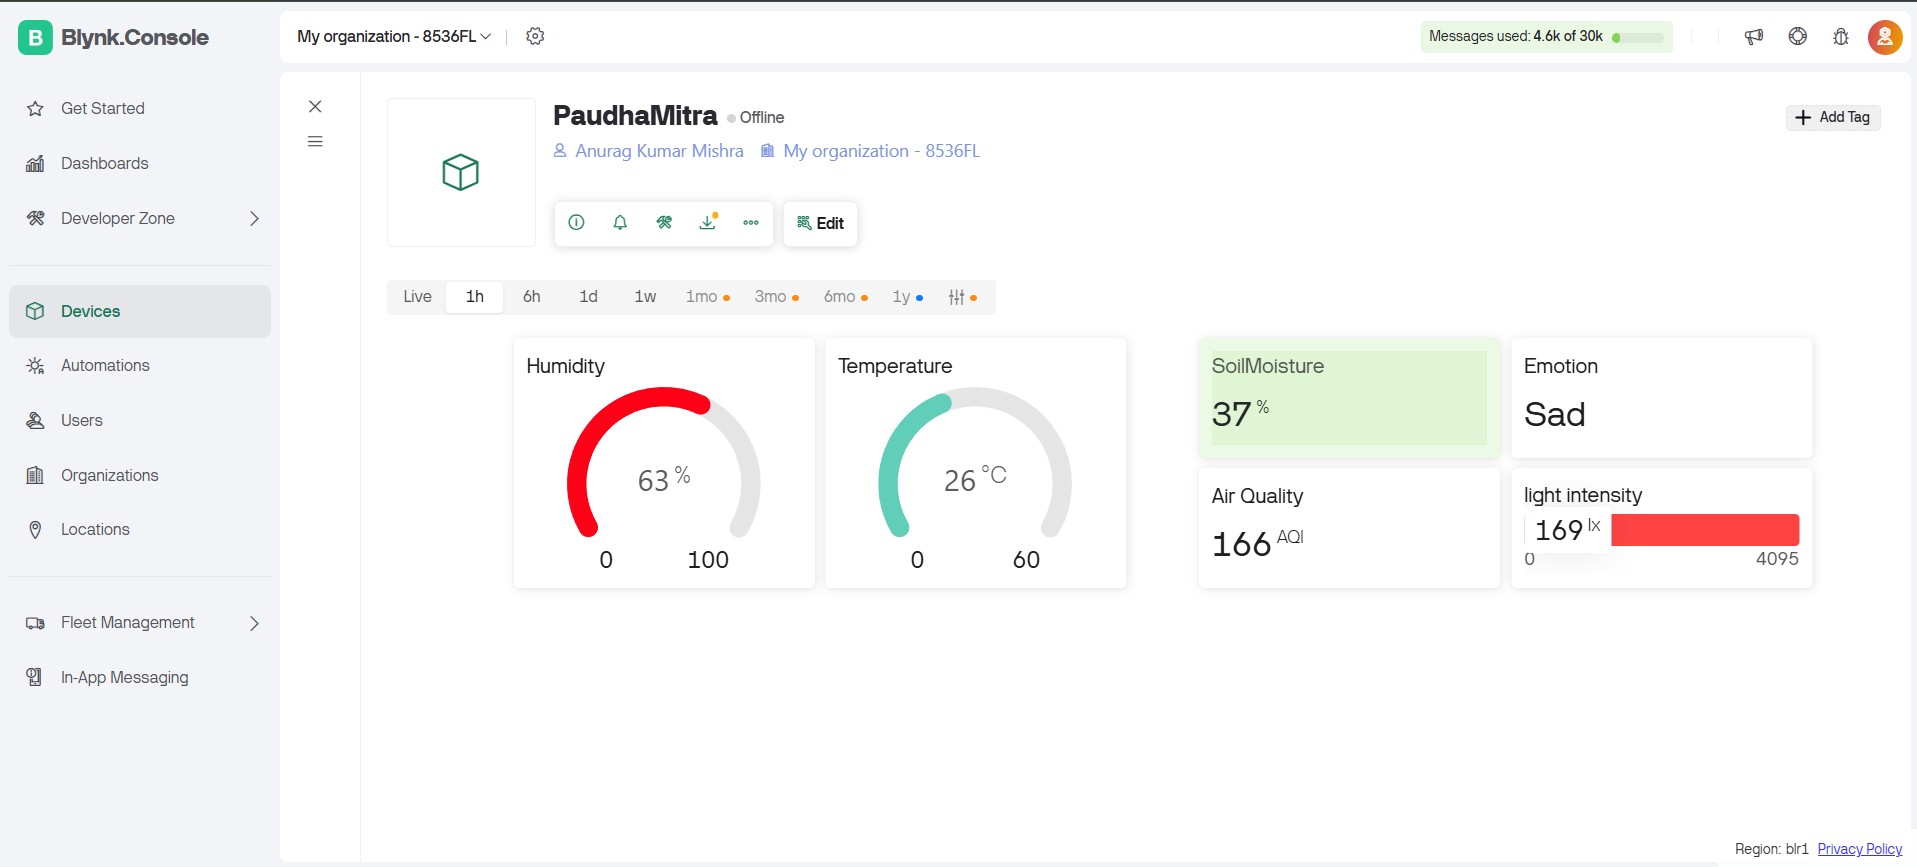 B Blynk.Console
My organization - 8536FL
Messages used: 4.6k of 30k
Get Started
Dashboards
Developer Zone
Devices
Automations
Users
Organizations
Locations
Fleet Management
In-App Messaging
PaudhaMitra Offline
Add Tag
Anurag Kumar Mishra My organization - 8536FL
Edit
Live 1h 6h 1d 1w 1mo 3mo 6mo 1y
Humidity
63 %
0 100
Temperature
26 °C
0 60
SoilMoisture
37 %
Emotion
Sad
Air Quality
166 AQI
light intensity
169 lx
0 4095
Region: blr1 Privacy Policy